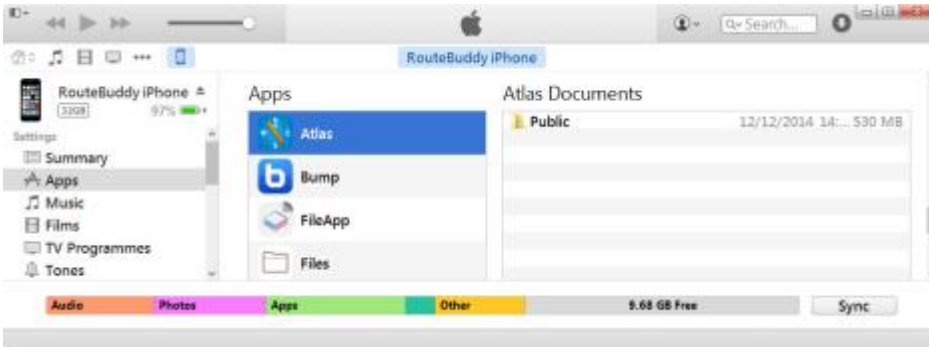 Search...
RouteBuddy iPhone
RouteBuddy iPhone
32GB 97%
Settings
Summary
Apps
Music
Films
TV Programmes
Tones
Apps
Atlas
Bump
FileApp
Files
Atlas Documents
Public 12/12/2014 14:... 530 MB
Audio Photos Apps Other 9.68 GB Free Sync